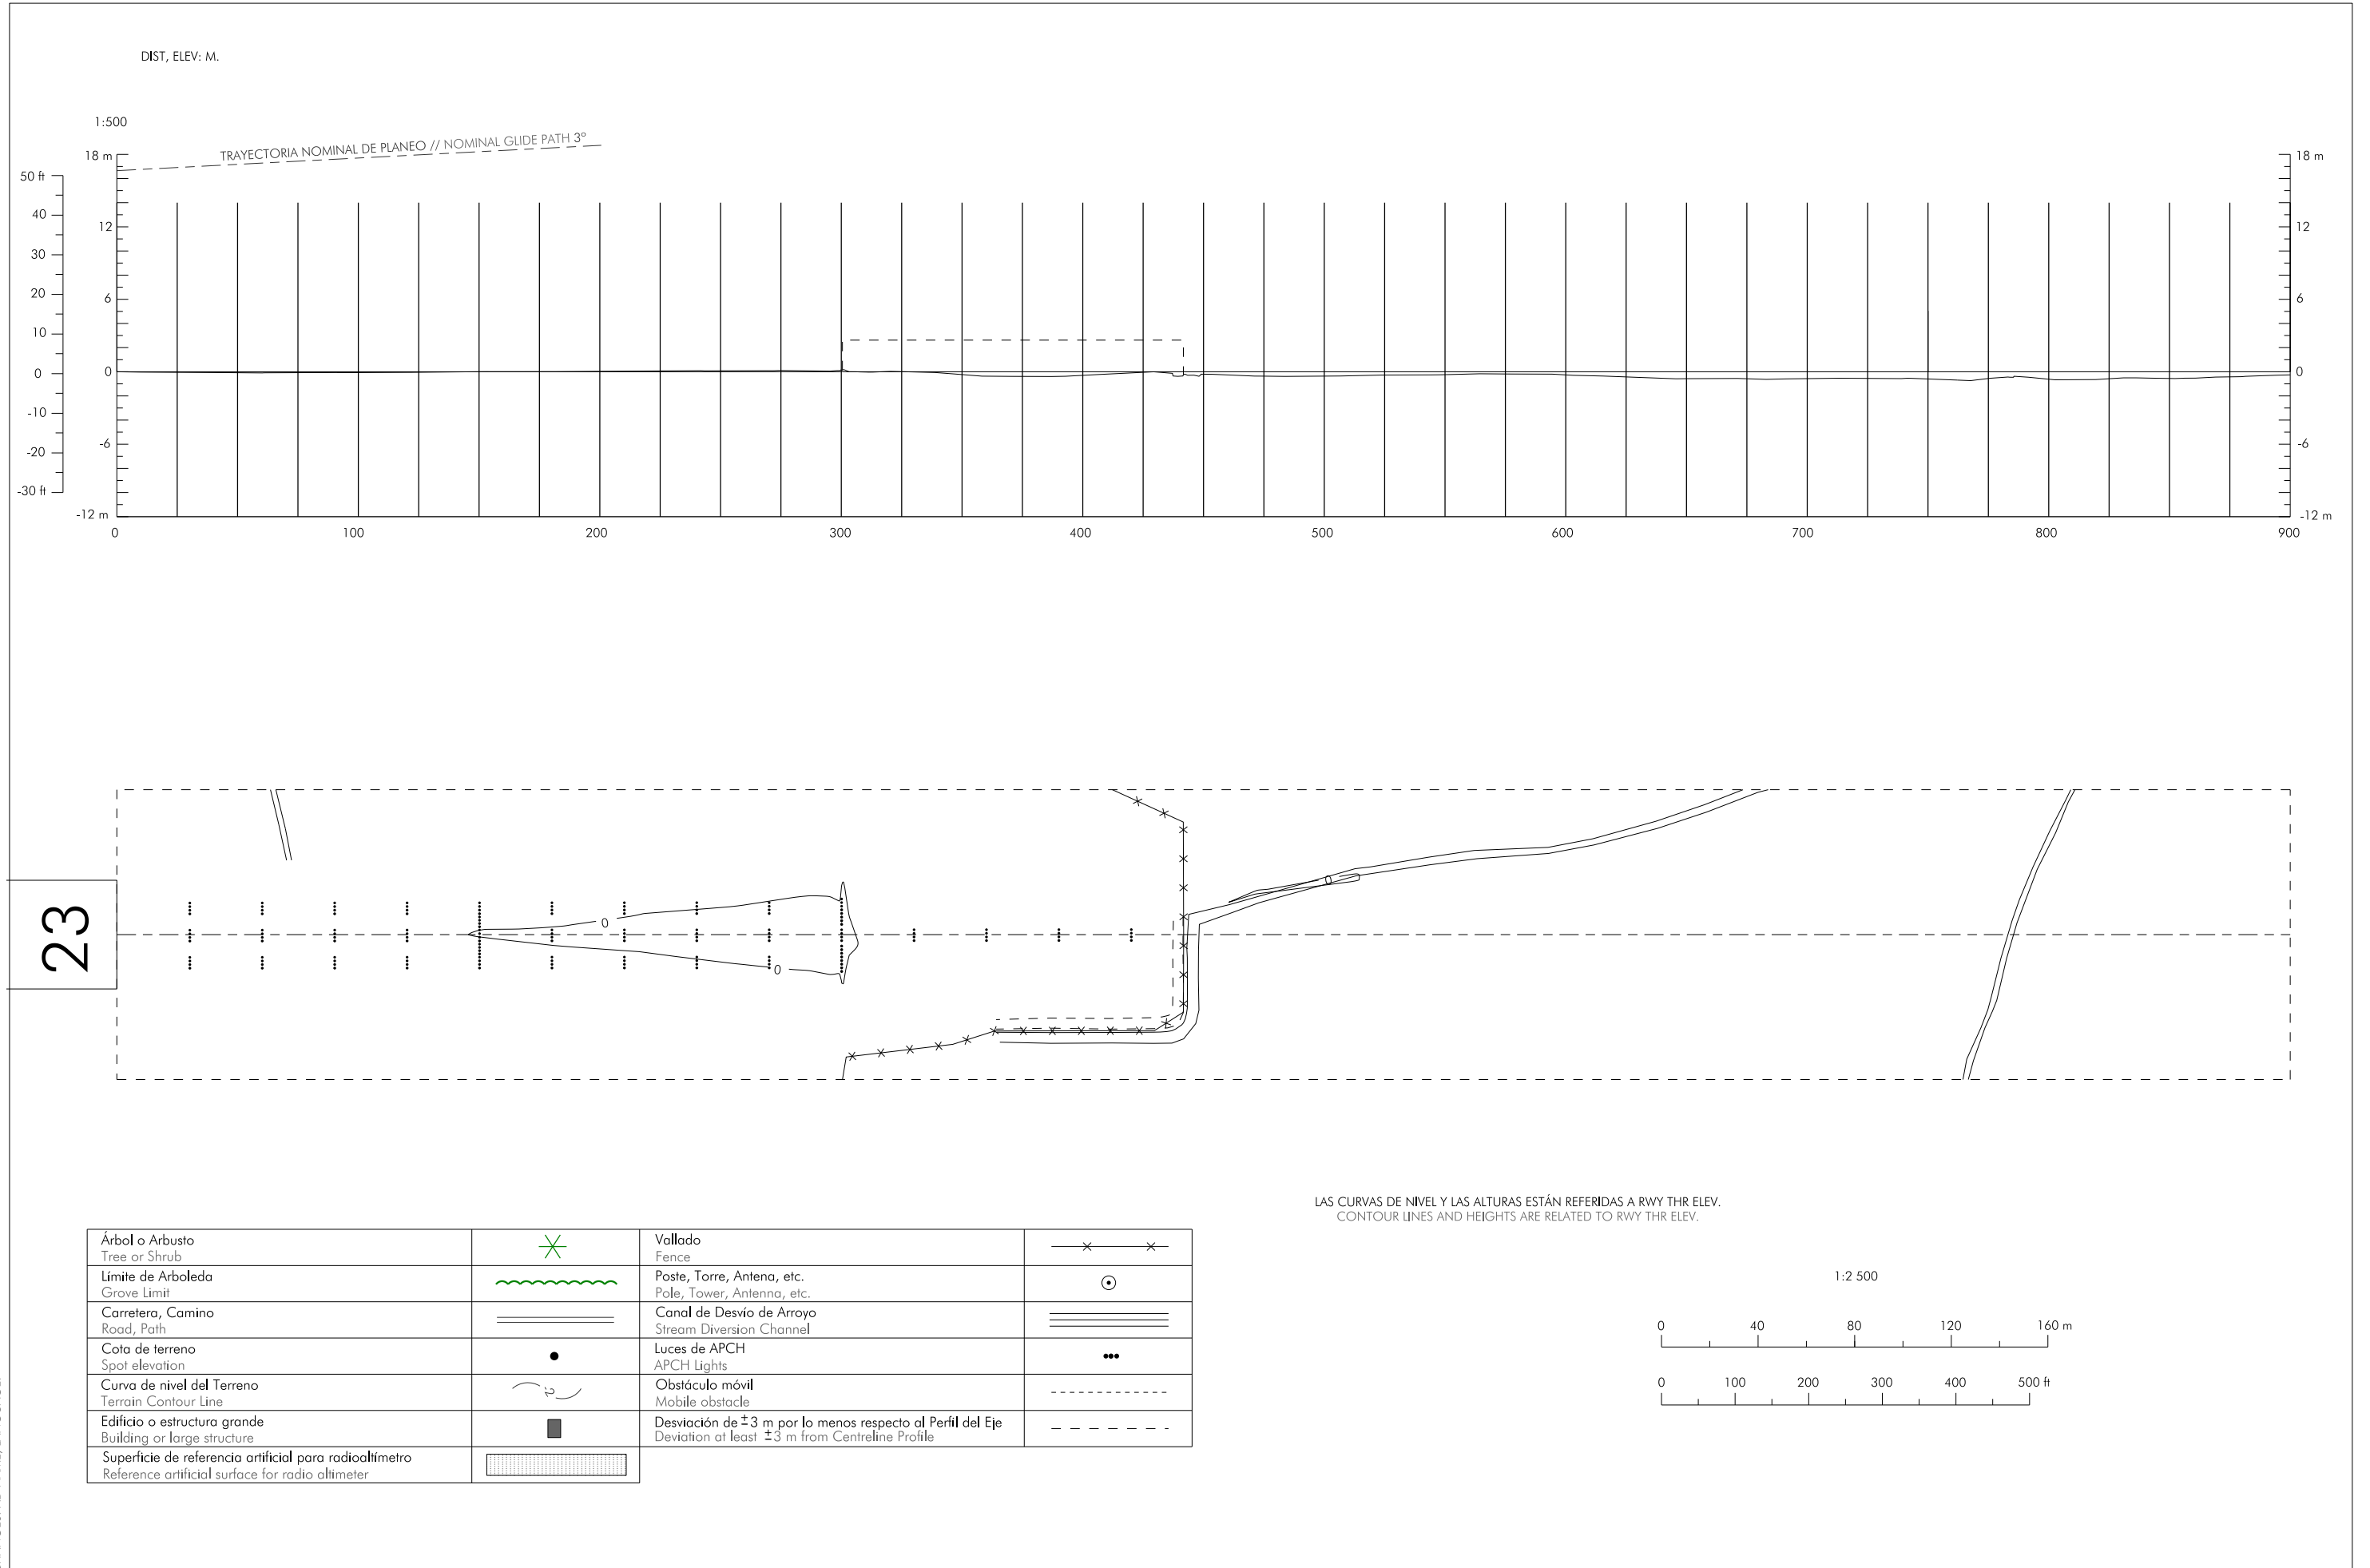 DIST, ELEV: M.
1:500
TRAYECTORIA NOMINAL DE PLANEO // NOMINAL GLIDE PATH 3°
18 m
12
6
0
-6
-12 m
50 ft
40
30
20
10
0
-10
-20
-30 ft
18 m
12
6
0
-6
-12 m
0 100 200 300 400 500 600 700 800 900
23
0
0
0
LAS CURVAS DE NIVEL Y LAS ALTURAS ESTÁN REFERIDAS A RWY THR ELEV.
CONTOUR LINES AND HEIGHTS ARE RELATED TO RWY THR ELEV.
Árbol o Arbusto
Tree or Shrub
Vallado
Fence
Límite de Arboleda
Grove Limit
Poste, Torre, Antena, etc.
Pole, Tower, Antenna, etc.
Carretera, Camino
Road, Path
Canal de Desvío de Arroyo
Stream Diversion Channel
Cota de terreno
Spot elevation
Luces de APCH
APCH Lights
Curva de nivel del Terreno
Terrain Contour Line
2
Obstáculo móvil
Mobile obstacle
Edificio o estructura grande
Building or large structure
Desviación de ±3 m por lo menos respecto al Perfil del Eje
Deviation at least ±3 m from Centreline Profile
Superficie de referencia artificial para radioaltímetro
Reference artificial surface for radio altimeter
1:2 500
0 40 80 120 160 m
0 100 200 300 400 500 ft